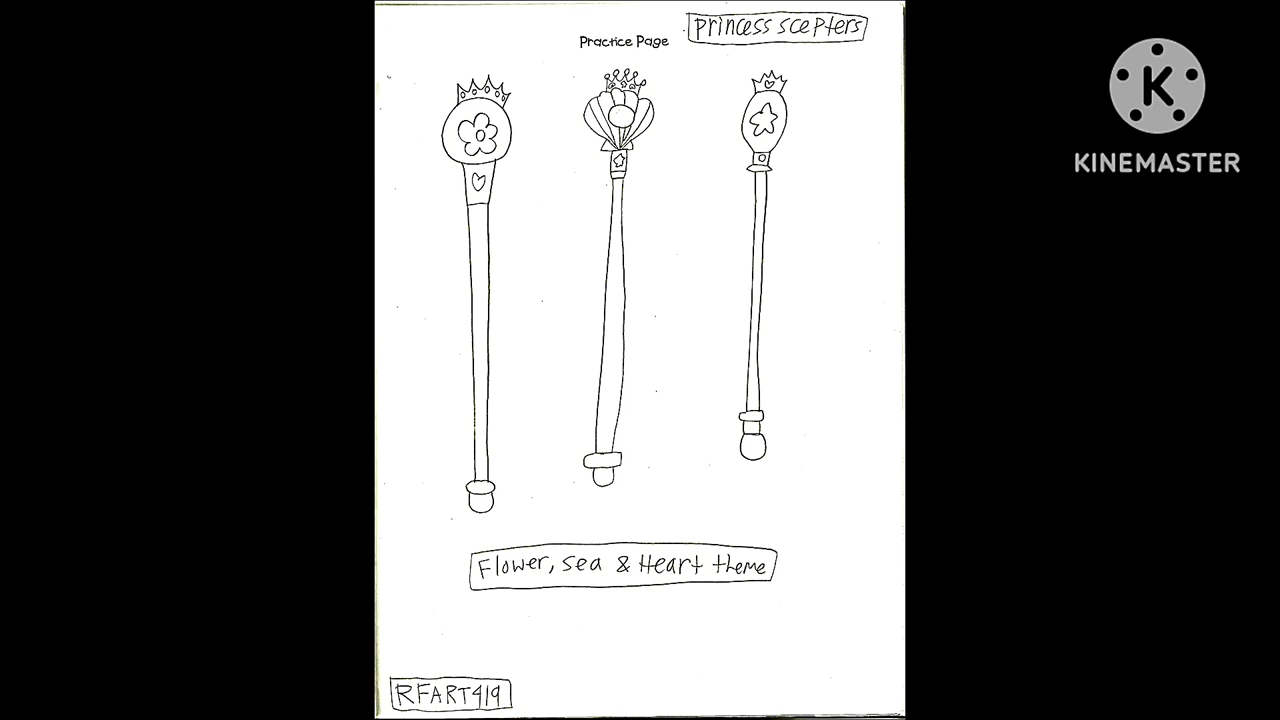 Princess scepters
Practice Page
K
KINEMASTER
Flower, sea & Heart theme
RFART419